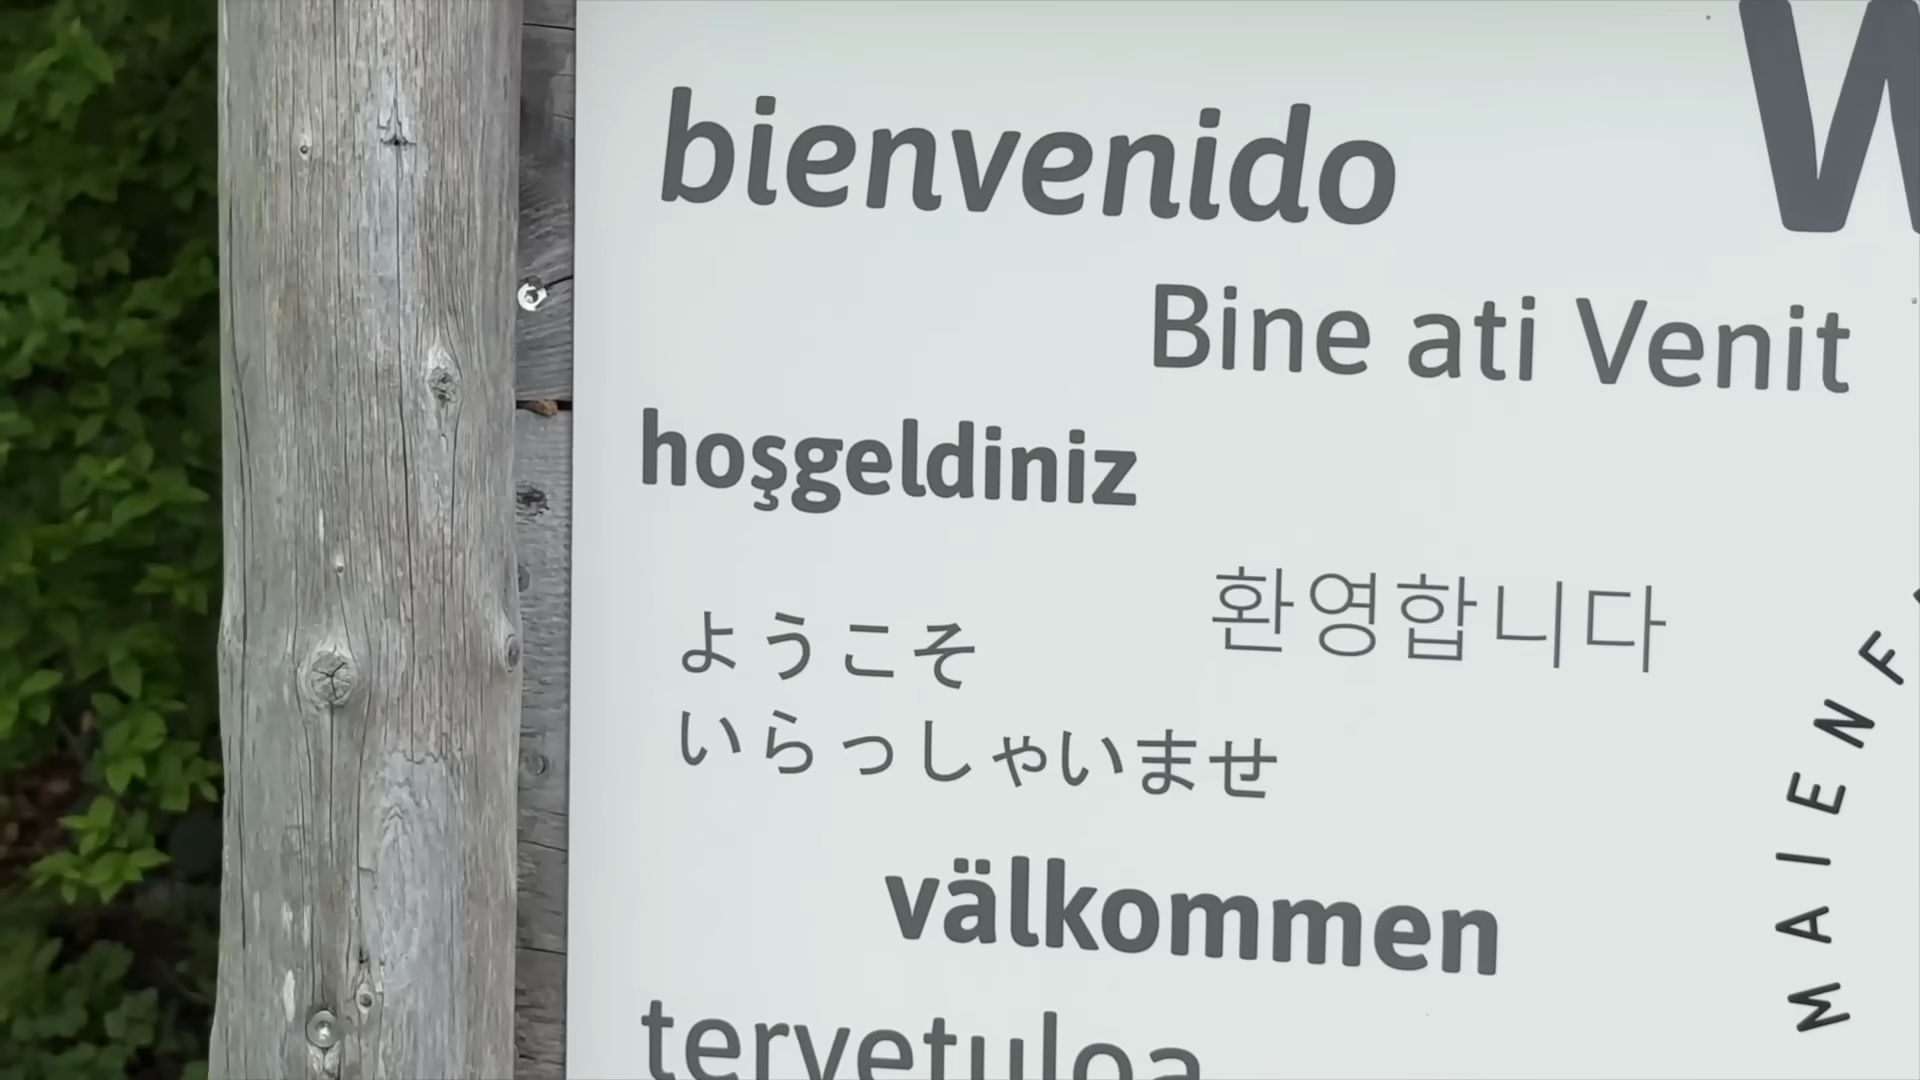 bienvenido
W
Bine ati Venit
hoşgeldiniz
환영합니다
ようこそ
いらっしゃいませ
välkommen
tervetuloa
MAIENF